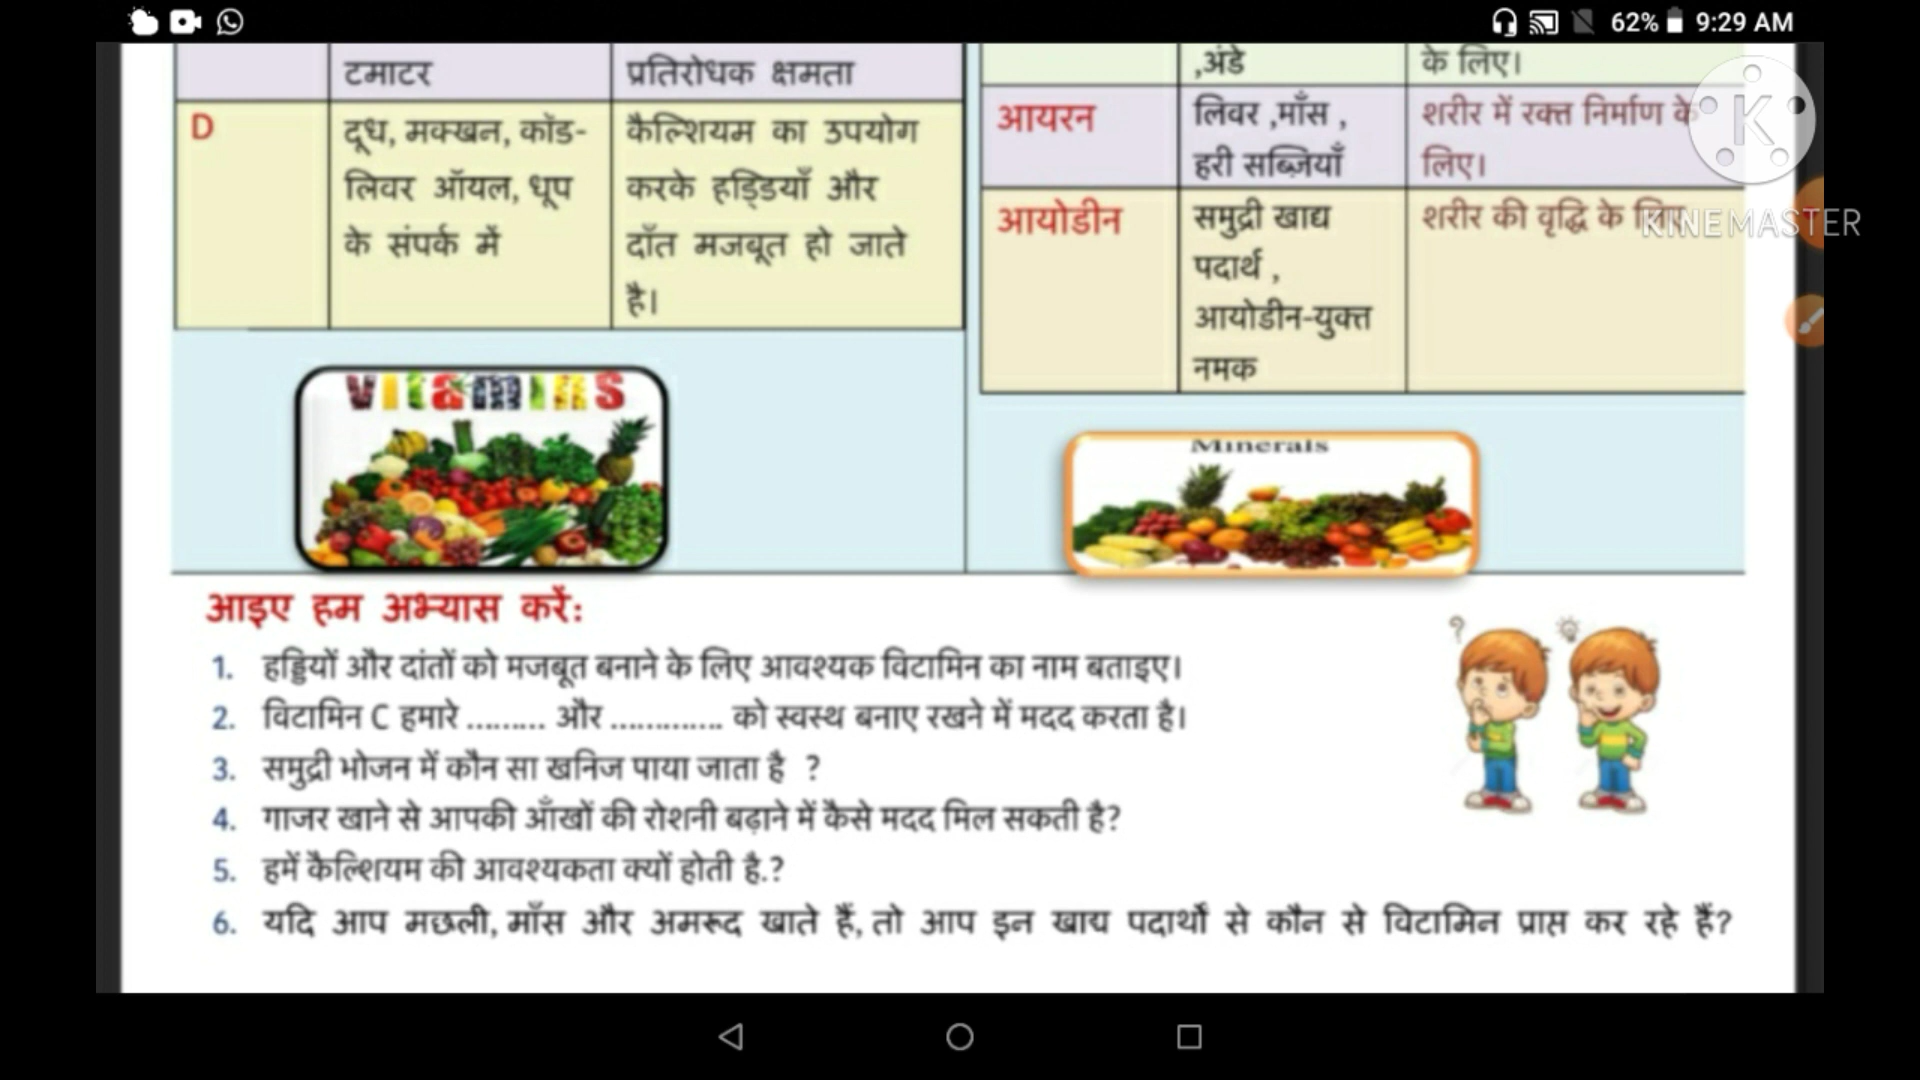 62% 9:29 AM
टमाटर
प्रतिरोधक क्षमता
D
दूध, मक्खन, कॉड-
लिवर ऑयल, धूप
के संपर्क में
कैल्शियम का उपयोग
करके हड्डियाँ और
दाँत मजबूत हो जाते
है।
,अंडे
के लिए।
आयरन
लिवर ,माँस ,
हरी सब्ज़ियाँ
शरीर में रक्त निर्माण के
लिए।
आयोडीन
समुद्री खाद्य
पदार्थ ,
आयोडीन-युक्त
नमक
शरीर की वृद्धि के लिए
K
KINEMASTER
vitamins
Minerals
आइए हम अभ्यास करें:
1. हड्डियों और दांतों को मजबूत बनाने के लिए आवश्यक विटामिन का नाम बताइए।
2. विटामिन C हमारे ......... और ............. को स्वस्थ बनाए रखने में मदद करता है।
3. समुद्री भोजन में कौन सा खनिज पाया जाता है ?
4. गाजर खाने से आपकी आँखों की रोशनी बढ़ाने में कैसे मदद मिल सकती है?
5. हमें कैल्शियम की आवश्यकता क्यों होती है.?
6. यदि आप मछली, माँस और अमरूद खाते हैं, तो आप इन खाद्य पदार्थों से कौन से विटामिन प्राप्त कर रहे हैं?